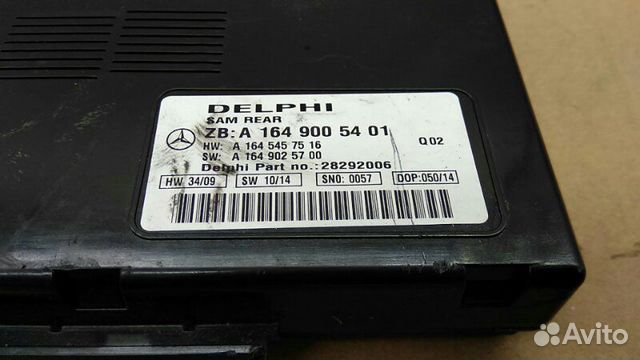 DELPHI
SAM REAR
ZB: A 164 900 54 01
HW: A 164 545 75 16 Q 02
SW: A 164 902 57 00
Delphi Part no.:28292006
HW 34/09 SW 10/14 SNO: 0057 DOP:050/14
Avito